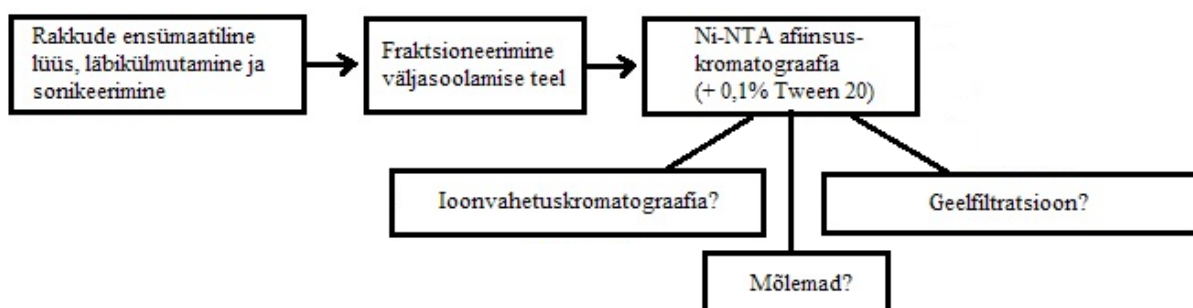 Rakkude ensümaatiline
lüüs, läbikülmutamine ja
sonikeerimine
Fraktsioneerimine
väljasoolamise teel
Ni-NTA afiinsus-
kromatograafia
(+ 0,1% Tween 20)
Ioonvahetuskromatograafia?
Geelfiltratsioon?
Mõlemad?